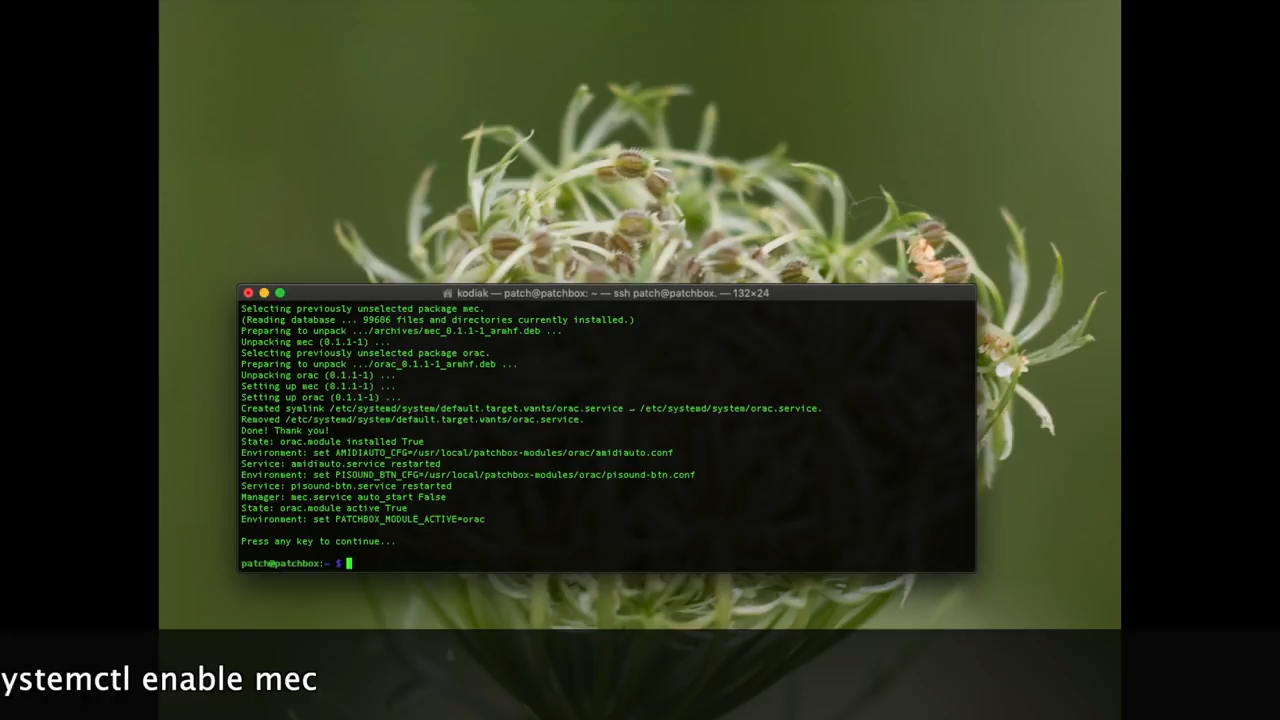 kodiak — patch@patchbox: ~ — ssh patch@patchbox. — 132×24
Selecting previously unselected package mec.
(Reading database ... 99686 files and directories currently installed.)
Preparing to unpack .../archives/mec_0.1.1-1_armhf.deb ...
Unpacking mec (0.1.1-1) ...
Selecting previously unselected package orac.
Preparing to unpack .../orac_0.1.1-1_armhf.deb ...
Unpacking orac (0.1.1-1) ...
Setting up mec (0.1.1-1) ...
Setting up orac (0.1.1-1) ...
Created symlink /etc/systemd/system/default.target.wants/orac.service → /etc/systemd/system/orac.service.
Removed /etc/systemd/system/default.target.wants/orac.service.
Done! Thank you!
State: orac.module installed True
Environment: set AMIDIAUTO_CFG=/usr/local/patchbox-modules/orac/amidiauto.conf
Service: amidiauto.service restarted
Environment: set PISOUND_BTN_CFG=/usr/local/patchbox-modules/orac/pisound-btn.conf
Service: pisound-btn.service restarted
Manager: mec.service auto_start False
State: orac.module active True
Environment: set PATCHBOX_MODULE_ACTIVE=orac
Press any key to continue...
patch@patchbox:~ $
ystemctl enable mec